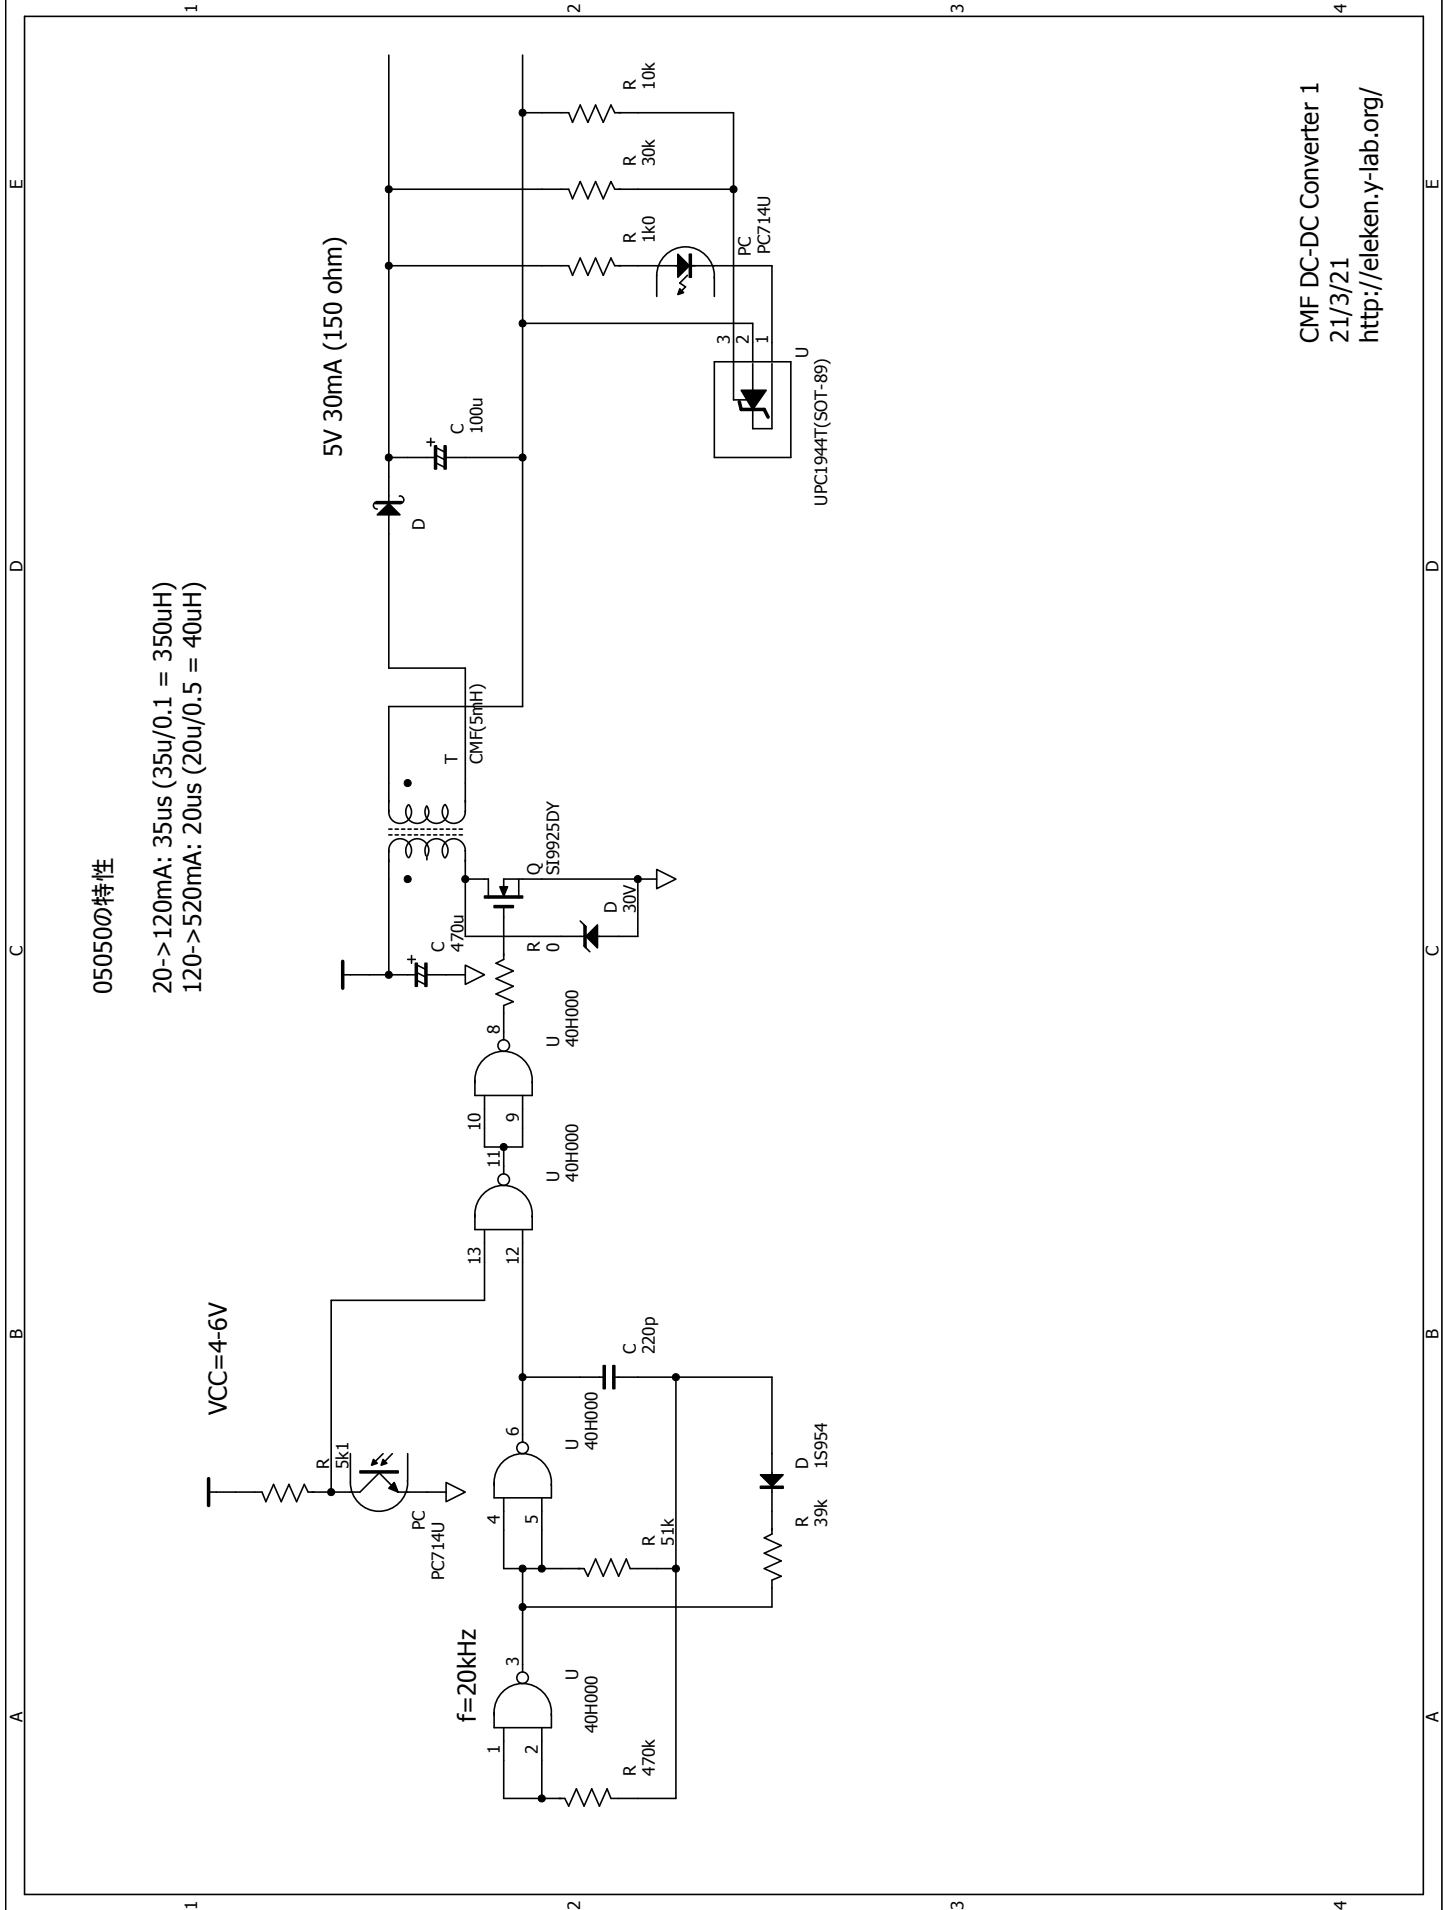 1
2
3
4
A
B
C
D
E
05050の特性
20->120mA: 35us (35u/0.1 = 350uH)
120->520mA: 20us (20u/0.5 = 40uH)
VCC=4-6V
5V 30mA (150 ohm)
f=20kHz
R
5k1
PC
PC714U
1
2
3
U
40H000
R
470k
4
5
6
U
40H000
R
51k
C
220p
D
1S954
R
39k
13
12
11
U
40H000
10
9
8
U
40H000
C
470u
+
R
0
Q
SI9925DY
D
30V
T
CMF(5mH)
D
C
100u
+
R
1k0
R
30k
R
10k
PC
PC714U
3
2
1
U
UPC1944T(SOT-89)
CMF DC-DC Converter 1
21/3/21
http://eleken.y-lab.org/
A
B
C
D
E
1
2
3
4